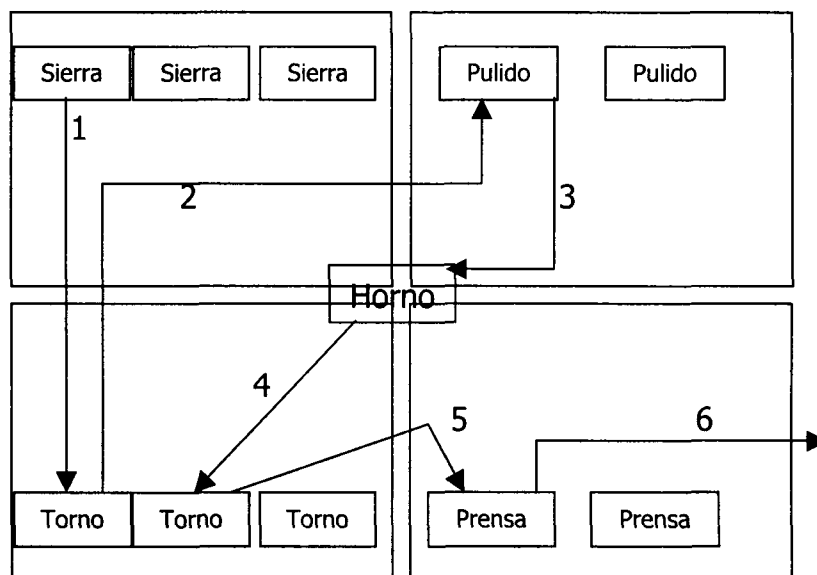 Sierra Sierra Sierra Pulido Pulido
1
2 3
Horno
4
5 6
Torno Torno Torno Prensa Prensa